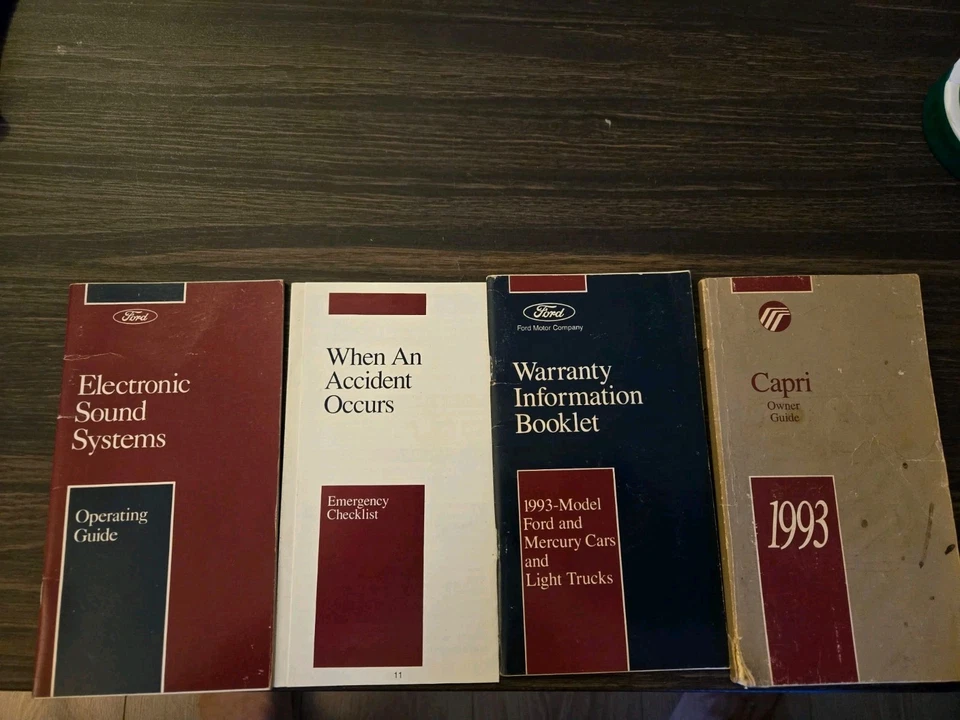 Ford
Electronic
Sound
Systems
Operating
Guide
When An
Accident
Occurs
Emergency
Checklist
11
Ford
Ford Motor Company
Warranty
Information
Booklet
1993-Model
Ford and
Mercury Cars
and
Light Trucks
Capri
Owner
Guide
1993